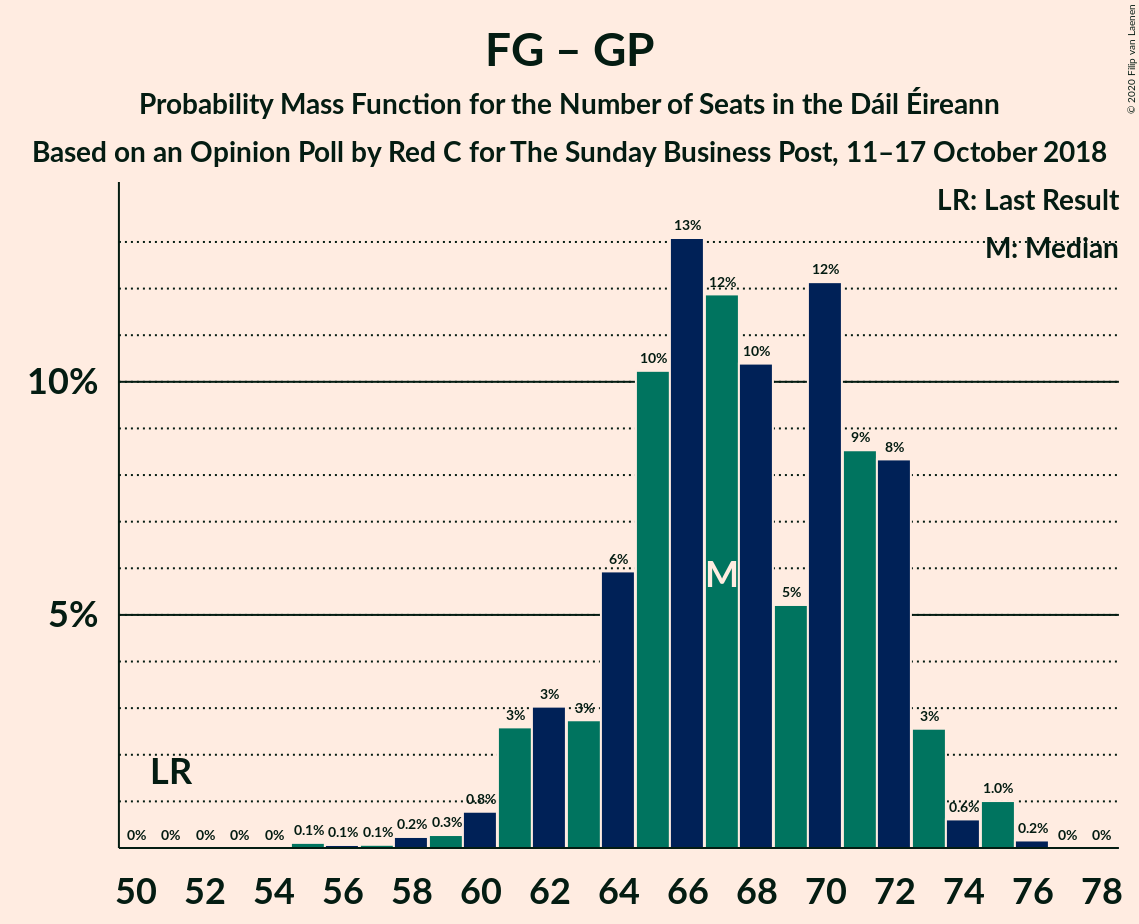 FG – GP
Probability Mass Function for the Number of Seats in the Dáil Éireann
Based on an Opinion Poll by Red C for The Sunday Business Post, 11–17 October 2018
© 2020 Filip van Laenen
LR: Last Result
M: Median
10%
5%
LR
M
0% 0% 0% 0% 0% 0.1% 0.1% 0.1% 0.2% 0.3% 0.8% 3% 3% 3% 6% 10% 13% 12% 10% 5% 12% 9% 8% 3% 0.6% 1.0% 0.2% 0% 0%
50 52 54 56 58 60 62 64 66 68 70 72 74 76 78